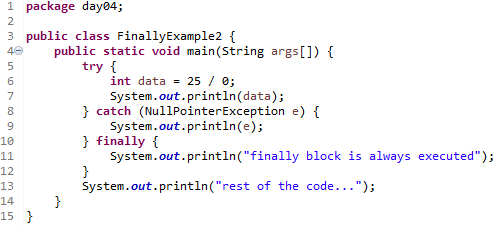 1 package day04;
2
3 public class FinallyExample2 {
4 public static void main(String args[]) {
5 try {
6 int data = 25 / 0;
7 System.out.println(data);
8 } catch (NullPointerException e) {
9 System.out.println(e);
10 } finally {
11 System.out.println("finally block is always executed");
12 }
13 System.out.println("rest of the code...");
14 }
15 }